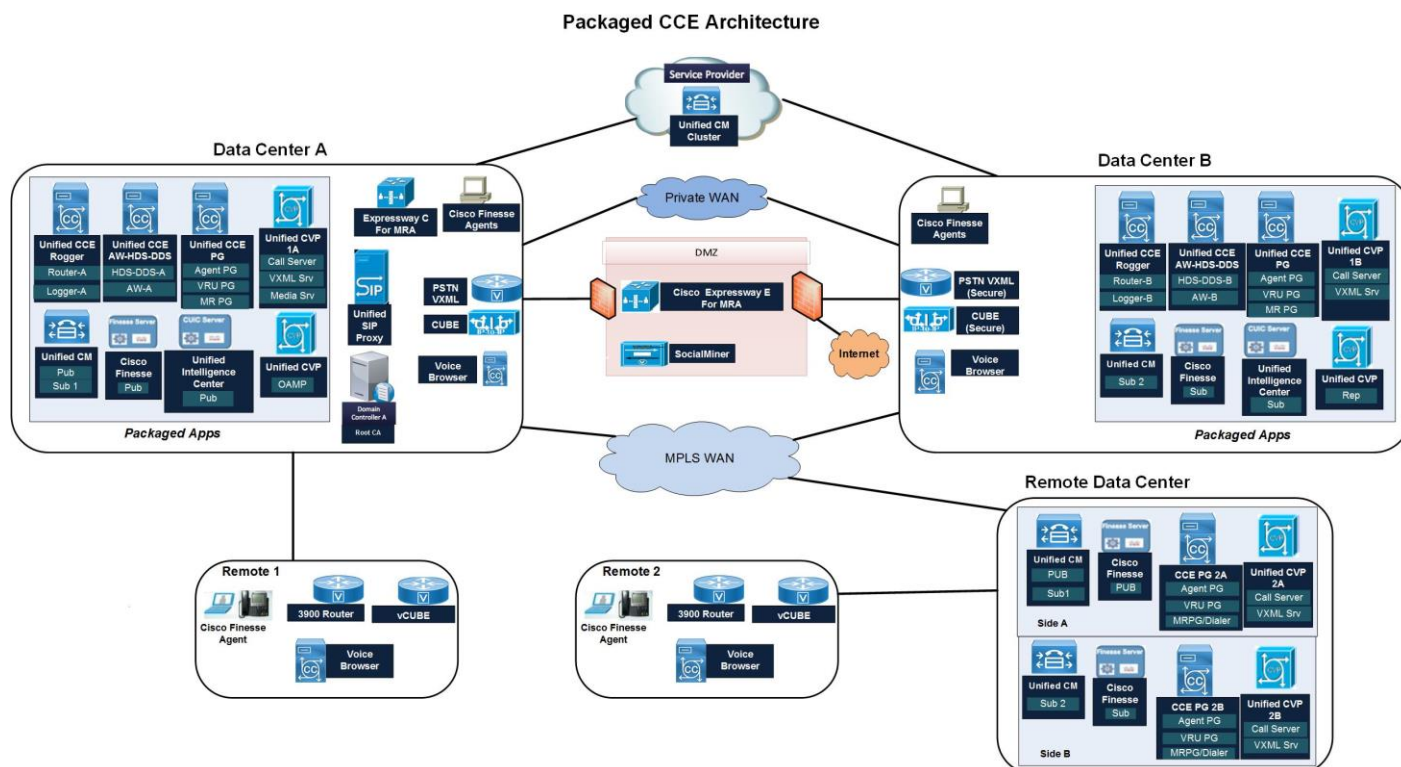 Packaged CCE Architecture
Service Provider
Unified CM
Cluster
Data Center A
Unified CCE
Rogger
Router-A
Logger-A
Unified CCE
AW-HDS-DDS
HDS-DDS-A
AW-A
Unified CCE
PG
Agent PG
VRU PG
MR PG
CVP
Unified CVP
1A
Call Server
VXML Srv
Media Srv
Unified CM
Pub
Sub 1
Finesse Server
Cisco
Finesse
Pub
CUIC Server
Unified
Intelligence
Center
Pub
CVP
Unified CVP
OAMP
Packaged Apps
Expressway C
For MRA
Cisco Finesse
Agents
SIP
Unified
SIP
Proxy
PSTN
VXML
V
CUBE
Voice
Browser
CC
Domain
Controller A
Root CA
Private WAN
DMZ
Cisco Expressway E
For MRA
SocialMiner
Internet
MPLS WAN
Data Center B
Cisco Finesse
Agents
V
PSTN VXML
(Secure)
CUBE
(Secure)
CC
Voice
Browser
Unified CCE
Rogger
Router-B
Logger-B
Unified CCE
AW-HDS-DDS
HDS-DDS-B
AW-B
Unified CCE
PG
Agent PG
VRU PG
MR PG
CVP
Unified CVP
1B
Call Server
VXML Srv
Unified CM
Sub 2
Finesse Server
Cisco
Finesse
Sub
CUIC Server
Unified
Intelligence
Center
Sub
CVP
Unified CVP
Rep
Packaged Apps
Remote 1
Cisco Finesse
Agent
V
3900 Router
V
vCUBE
CC
Voice
Browser
Remote 2
Cisco Finesse
Agent
V
3900 Router
V
vCUBE
CC
Voice
Browser
Remote Data Center
Unified CM
PUB
Sub1
Finesse Server
Cisco
Finesse
PUB
CC
CCE PG 2A
Agent PG
VRU PG
MRPG/Dialer
CVP
Unified CVP
2A
Call Server
VXML Srv
Side A
Unified CM
Sub 2
Finesse Server
Cisco
Finesse
Sub
CC
CCE PG 2B
Agent PG
VRU PG
MRPG/Dialer
CVP
Unified CVP
2B
Call Server
VXML Srv
Side B